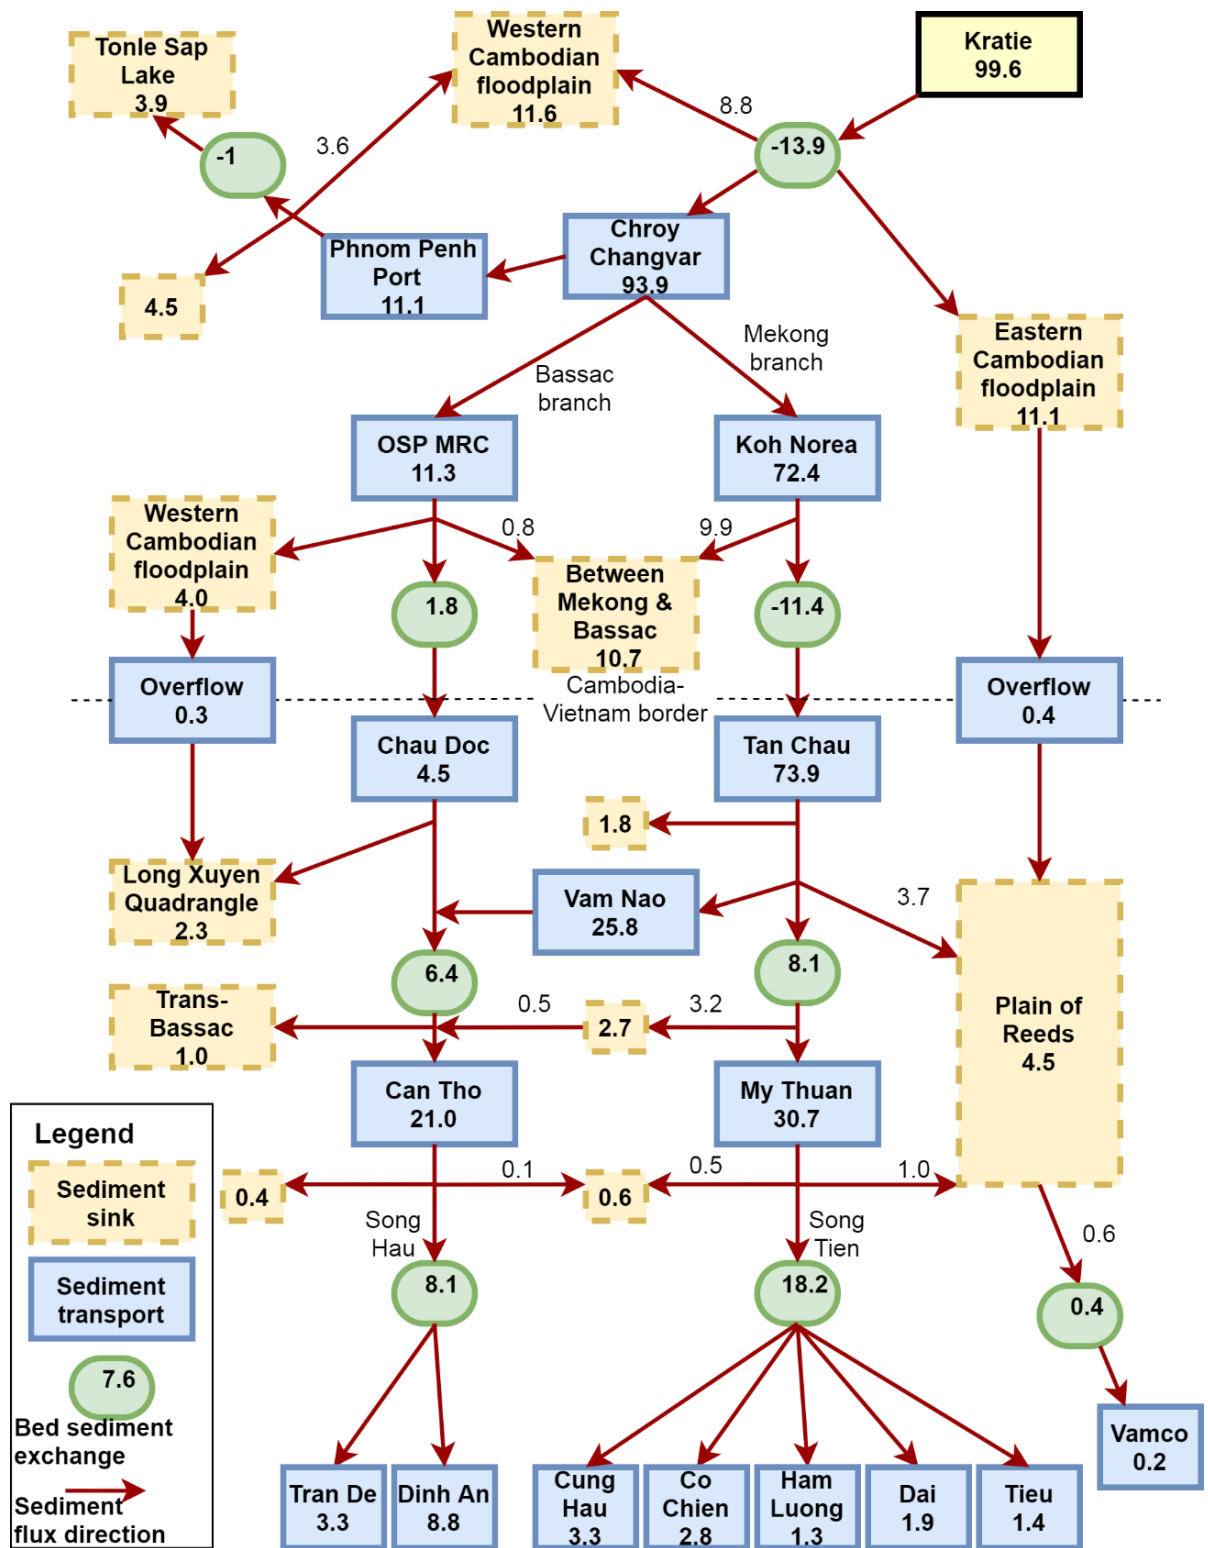 Tonle Sap
Lake
3.9
Western
Cambodian
floodplain
11.6
Kratie
99.6
8.8
-13.9
-1
3.6
Phnom Penh
Port
11.1
Chroy
Changvar
93.9
4.5
Eastern
Cambodian
floodplain
11.1
Bassac
branch
Mekong
branch
OSP MRC
11.3
Koh Norea
72.4
Western
Cambodian
floodplain
4.0
0.8
9.9
Between
Mekong &
Bassac
10.7
1.8
-11.4
Overflow
0.3
Cambodia-
Vietnam border
Overflow
0.4
Chau Doc
4.5
Tan Chau
73.9
1.8
Long Xuyen
Quadrangle
2.3
Vam Nao
25.8
3.7
6.4
8.1
Trans-
Bassac
1.0
0.5
2.7
3.2
Plain of
Reeds
4.5
Can Tho
21.0
My Thuan
30.7
0.4
0.1
0.6
0.5
1.0
Song
Hau
Song
Tien
0.6
8.1
18.2
0.4
Vamco
0.2
Tran De
3.3
Dinh An
8.8
Cung
Hau
3.3
Co
Chien
2.8
Ham
Luong
1.3
Dai
1.9
Tieu
1.4
Legend
Sediment
sink
Sediment
transport
7.6
Bed sediment
exchange
Sediment
flux direction